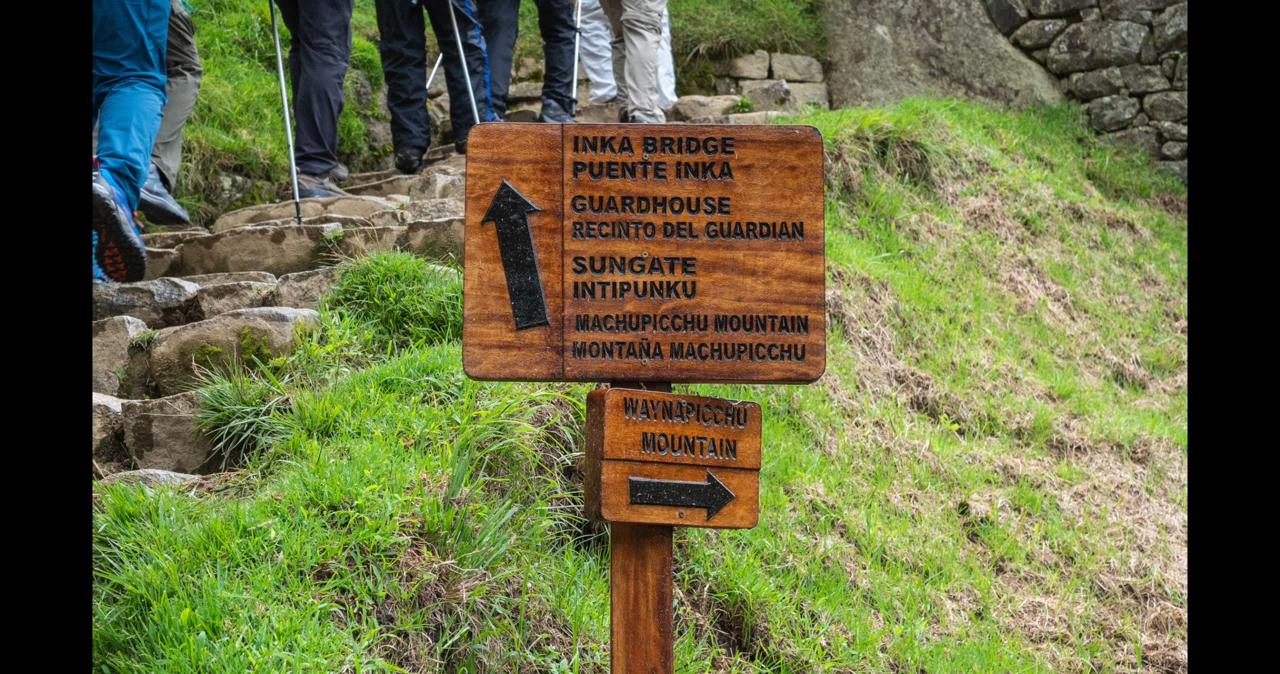 INKA BRIDGE
PUENTE INKA
GUARDHOUSE
RECINTO DEL GUARDIAN
SUNGATE
INTIPUNKU
MACHUPICCHU MOUNTAIN
MONTAÑA MACHUPICCHU
WAYNAPICCHU
MOUNTAIN